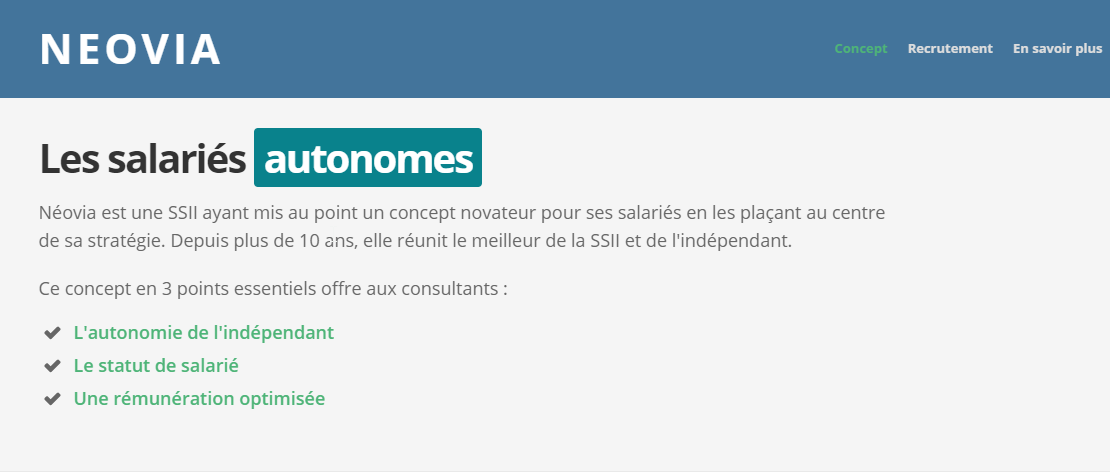 NEOVIA
Concept Recrutement En savoir plus
Les salariés autonomes
Néovia est une SSII ayant mis au point un concept novateur pour ses salariés en les plaçant au centre
de sa stratégie. Depuis plus de 10 ans, elle réunit le meilleur de la SSII et de l'indépendant.
Ce concept en 3 points essentiels offre aux consultants :
L'autonomie de l'indépendant
Le statut de salarié
Une rémunération optimisée